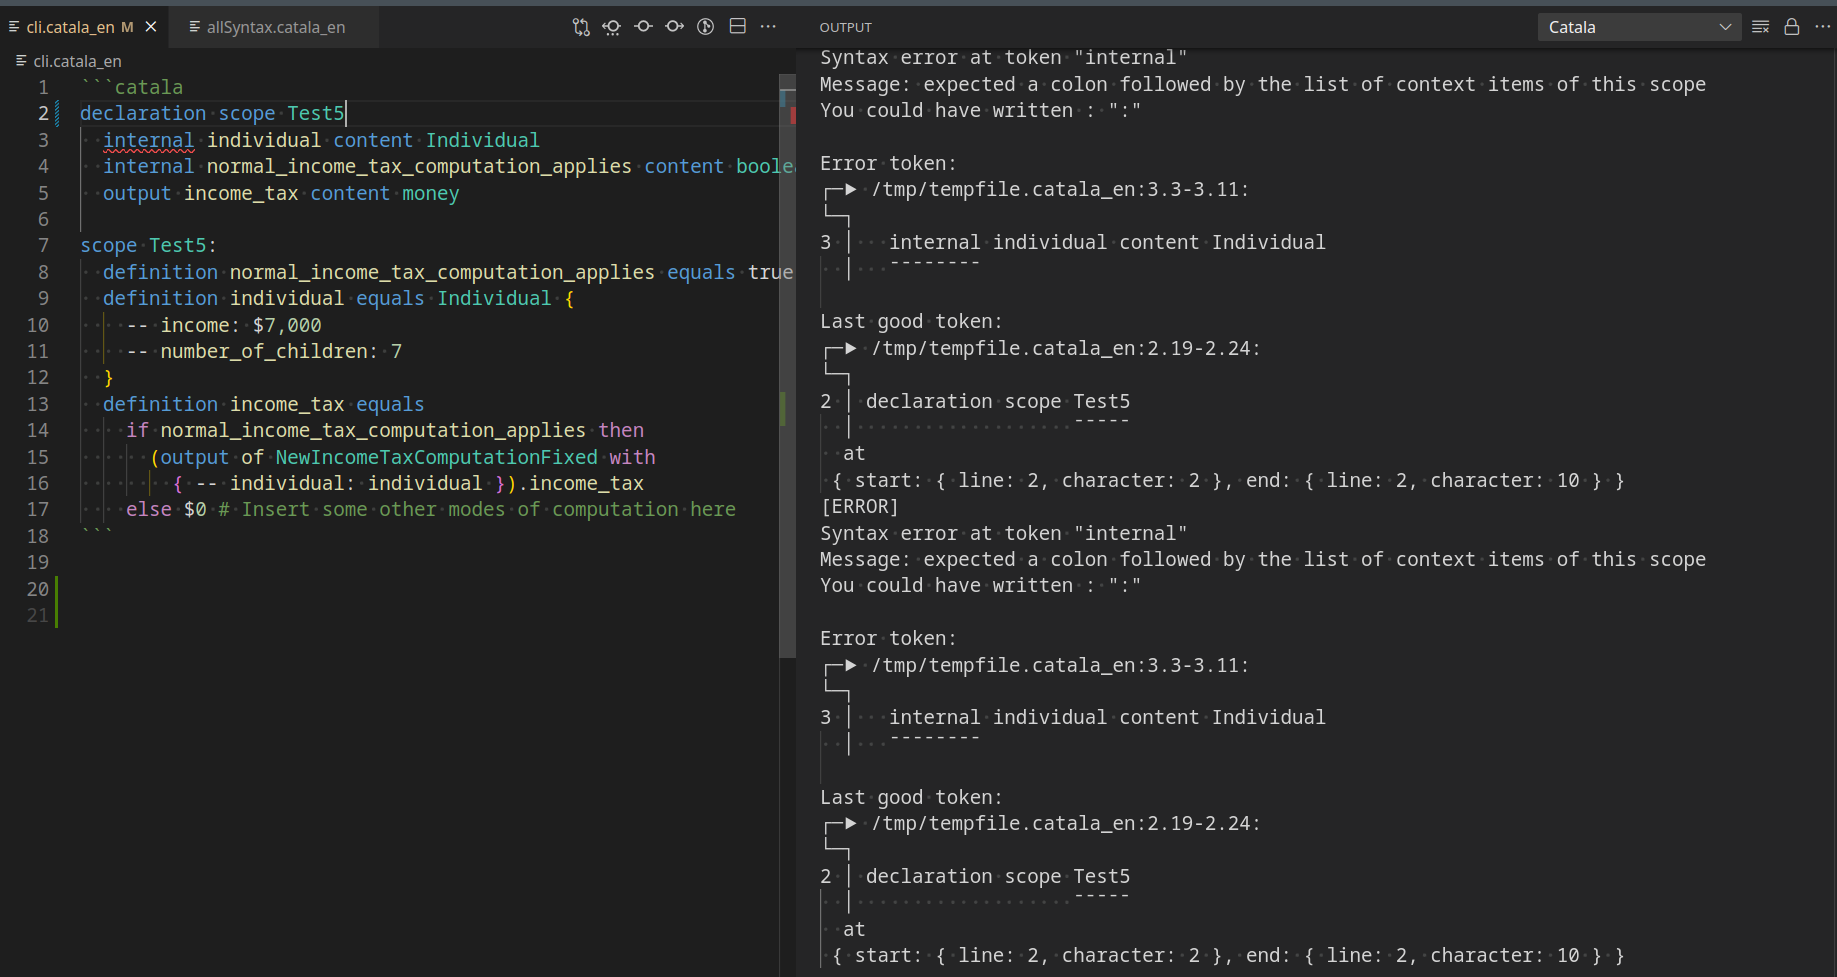 cli.catala_en M
allSyntax.catala_en
cli.catala_en
1 ```catala
2 declaration scope Test5
3 internal individual content Individual
4 internal normal_income_tax_computation_applies content boole
5 output income_tax content money
6
7 scope Test5:
8 definition normal_income_tax_computation_applies equals true
9 definition individual equals Individual {
10 -- income: $7,000
11 -- number_of_children: 7
12 }
13 definition income_tax equals
14 if normal_income_tax_computation_applies then
15 (output of NewIncomeTaxComputationFixed with
16 { -- individual: individual }).income_tax
17 else $0 # Insert some other modes of computation here
18 ```
19
20
21
OUTPUT
Catala
Syntax error at token "internal"
Message: expected a colon followed by the list of context items of this scope
You could have written : ":"
Error token:
┌─► /tmp/tempfile.catala_en:3.3-3.11:
└─┐
3 │ internal individual content Individual
│ ‾‾‾‾‾‾‾‾
Last good token:
┌─► /tmp/tempfile.catala_en:2.19-2.24:
└─┐
2 │ declaration scope Test5
│ ‾‾‾‾‾
at
{ start: { line: 2, character: 2 }, end: { line: 2, character: 10 } }
[ERROR]
Syntax error at token "internal"
Message: expected a colon followed by the list of context items of this scope
You could have written : ":"
Error token:
┌─► /tmp/tempfile.catala_en:3.3-3.11:
└─┐
3 │ internal individual content Individual
│ ‾‾‾‾‾‾‾‾
Last good token:
┌─► /tmp/tempfile.catala_en:2.19-2.24:
└─┐
2 │ declaration scope Test5
│ ‾‾‾‾‾
at
{ start: { line: 2, character: 2 }, end: { line: 2, character: 10 } }